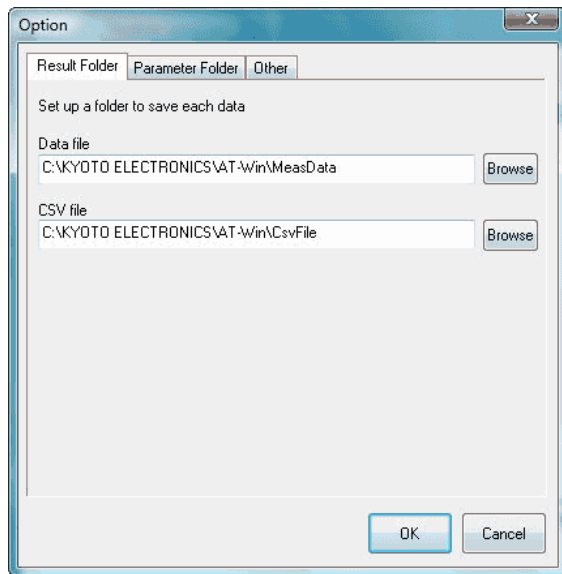 Option
Result Folder Parameter Folder Other
Set up a folder to save each data
Data file
C:\KYOTO ELECTRONICS\AT-Win\MeasData Browse
CSV file
C:\KYOTO ELECTRONICS\AT-Win\CsvFile Browse
OK Cancel